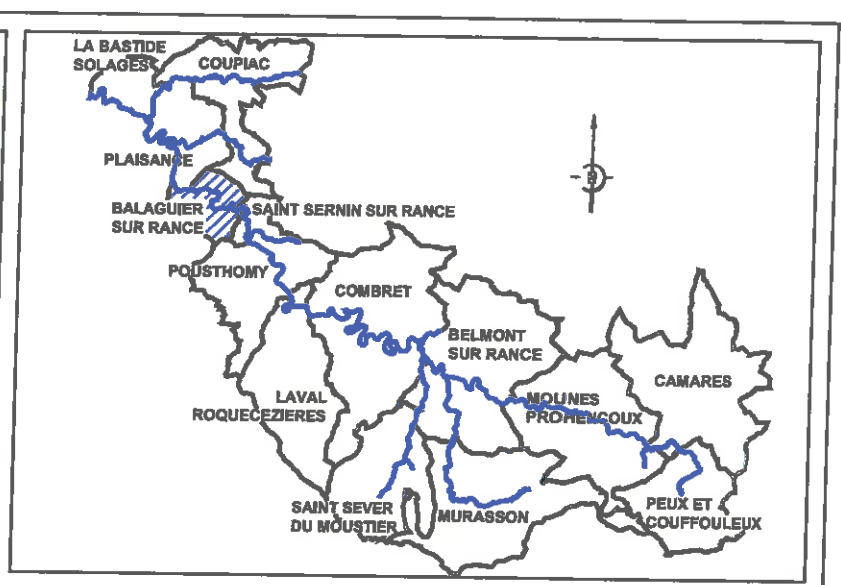 LA BASTIDE
SOLAGES
COUPIAC
PLAISANCE
BALAGUIER
SUR RANCE
SAINT SERNIN SUR RANCE
POUSTHOMY
COMBRET
BELMONT
SUR RANCE
CAMARES
LAVAL
ROQUECEZIERES
MOUNES
PROHENCOUX
SAINT SEVER
DU MOUSTIER
MURASSON
PEUX ET
COUFFOULEUX